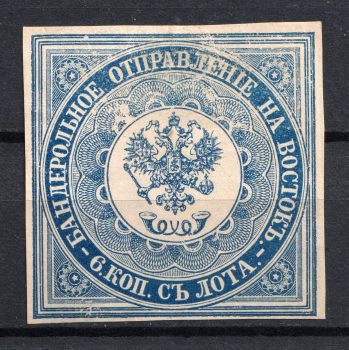 БАНДЕРОЛЬНОЕ ОТПРАВЛЕНІЕ НА ВОСТОКЪ.-
- 6. КОП. СЪ ЛОТА. -